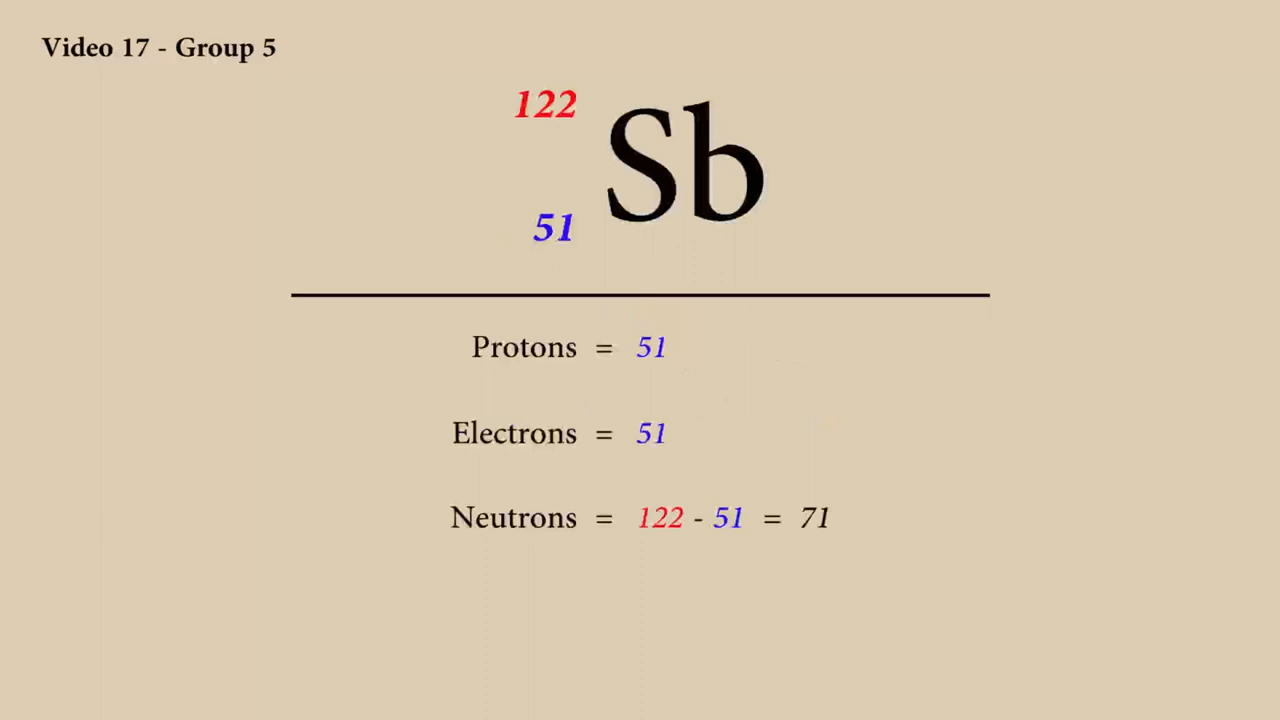 Video 17 - Group 5
122
Sb
51
Protons = 51
Electrons = 51
Neutrons = 122 - 51 = 71